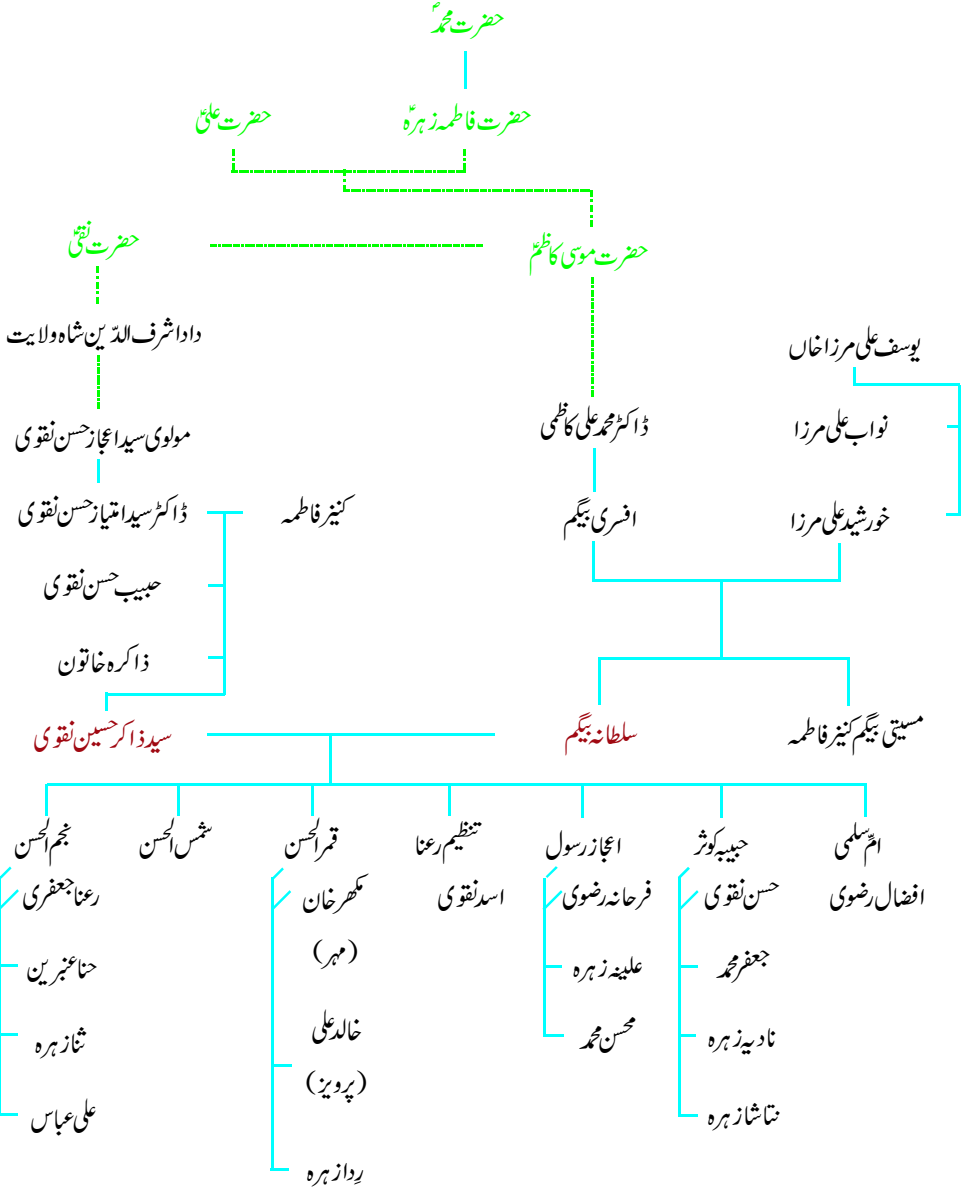 حضرت محمدؐ
حضرت فاطمہ زہرہؑ
حضرت علیؑ
حضرت موسی کاظمؑ
حضرت نقیؑ
یوسف علی مرزا خاں
دادا اشرف الدّین شاہ ولایت
نواب علی مرزا
ڈاکٹر محمد علی کاظمی
مولوی سید اعجاز حسن نقوی
خورشید علی مرزا
افسری بیگم
کنیز فاطمہ
ڈاکٹر سید امتیاز حسن نقوی
حبیب حسن نقوی
ذاکرہ خاتون
مسیتی بیگم کنیز فاطمہ
سلطانہ بیگم
سید ذاکر حسین نقوی
امِّ سلمی
حبیبہ کوثر
اعجاز رسول
تنظیم رعنا
قمر الحسن
شمس الحسن
نجم الحسن
افضال رضوی
حسن نقوی
فرحانہ رضوی
اسد نقوی
مکھر خان
رعنا جعفری
جعفر محمد
علینہ زہرہ
(مہر)
حنا عنبرین
نادیہ زہرہ
محسن محمد
خالد علی
ثنا زہرہ
(پرویز)
نتاشا زہرہ
علی عباس
رِدا زہرہ